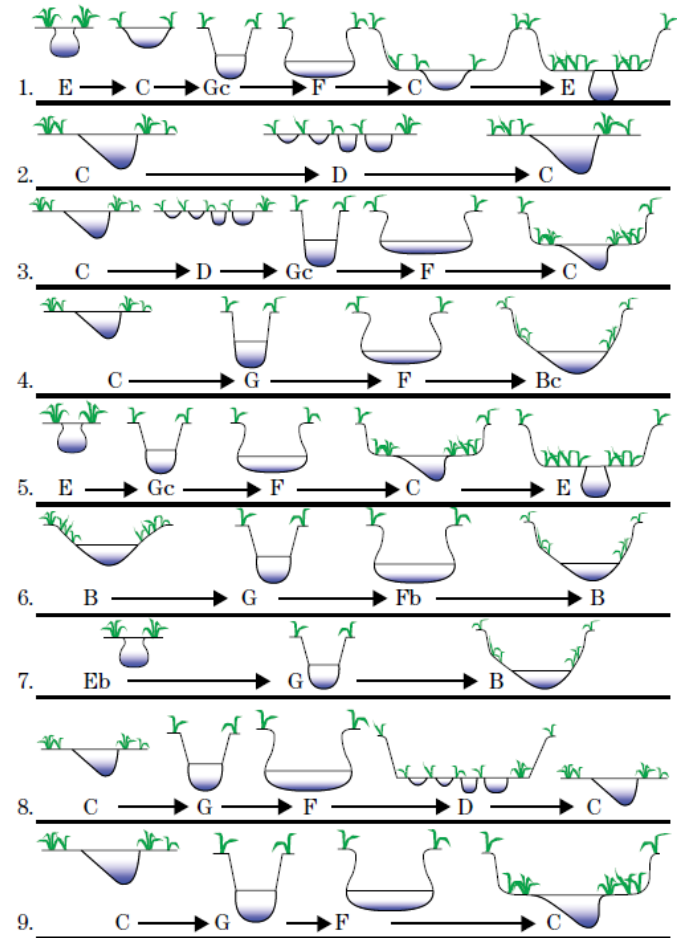 1. E C Gc F C E
2. C D C
3. C D Gc F C
4. C G F Bc
5. E Gc F C E
6. B G Fb B
7. Eb G B
8. C G F D C
9. C G F C